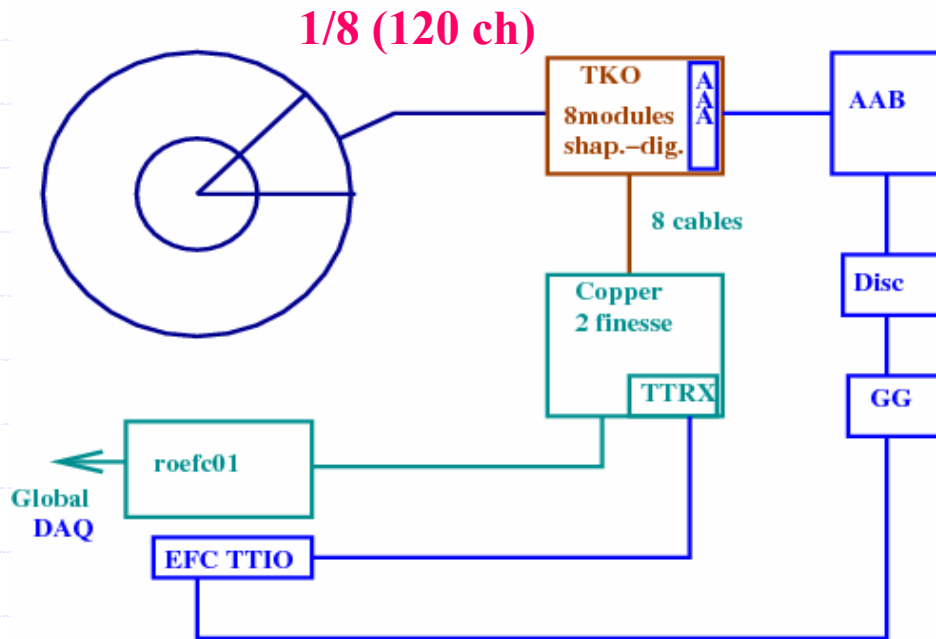 1/8 (120 ch)
TKO
8modules
shap.-dig.
A
A
A
AAB
8 cables
Copper
2 finesse
TTRX
Disc
GG
roefc01
Global
DAQ
EFC TTIO